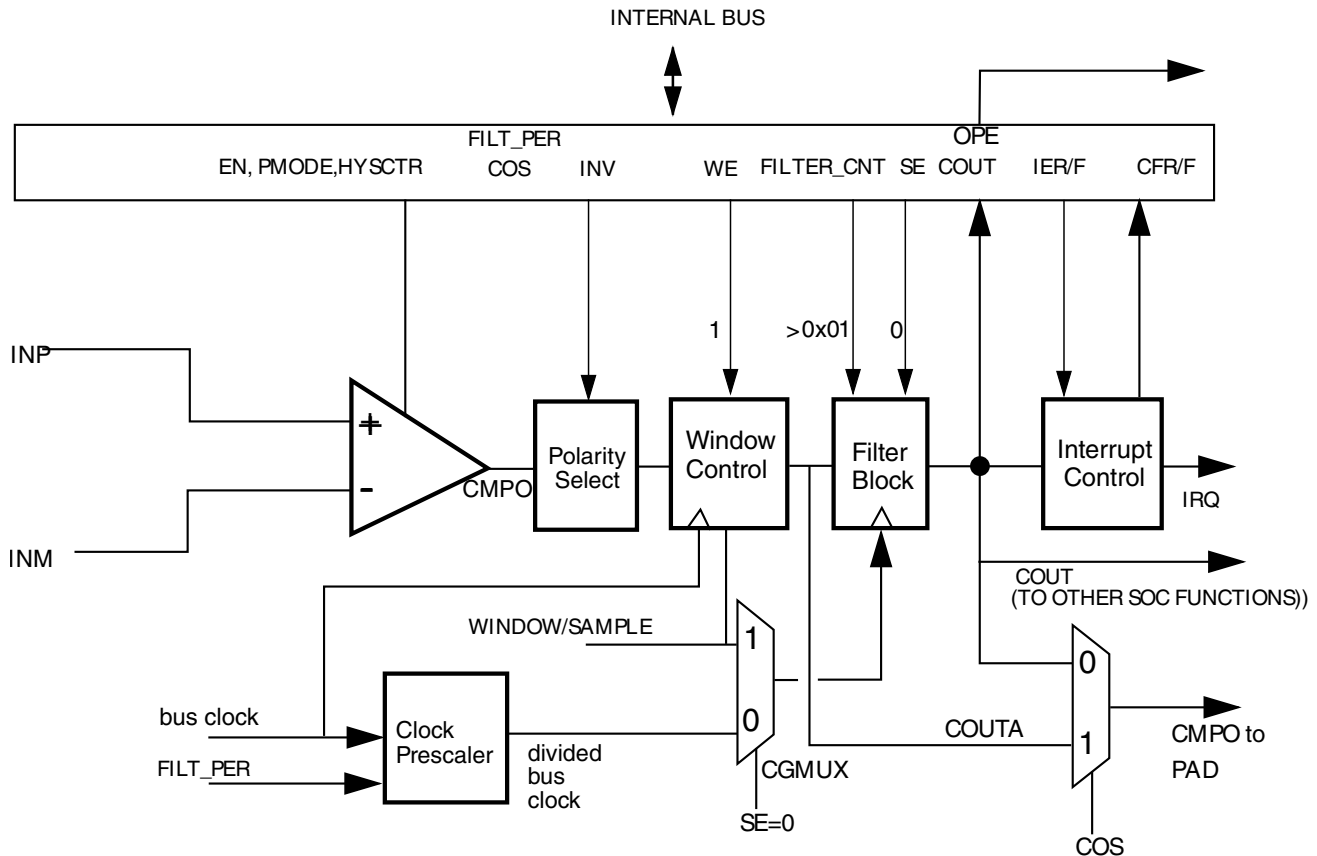 INTERNAL BUS
OPE
FILT_PER
EN, PMODE,HYSCTR
COS
INV
WE
FILTER_CNT
SE
COUT
IER/F
CFR/F
1
>0x01
0
INP
+
-
INM
CMPO
Polarity
Select
Window
Control
Filter
Block
Interrupt
Control
IRQ
COUT
(TO OTHER SOC FUNCTIONS))
WINDOW/SAMPLE
1
0
0
1
bus clock
FILT_PER
Clock
Prescaler
divided
bus
clock
CGMUX
SE=0
COUTA
CMPO to
PAD
COS